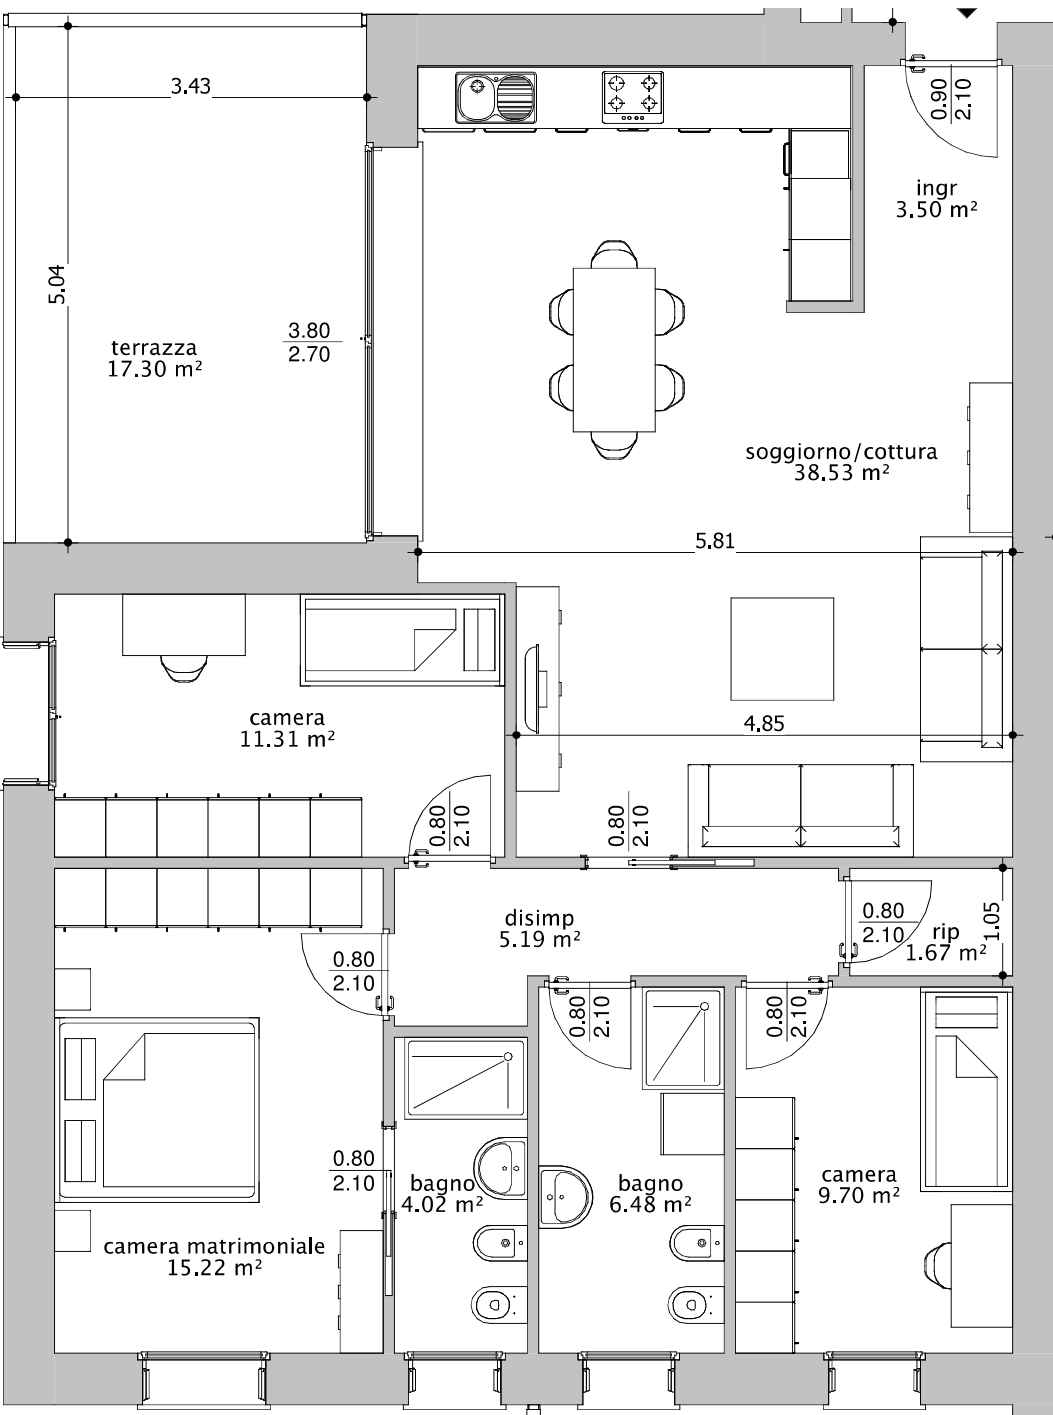 3.43
0.90
2.10
ingr
3.50 m²
5.04
3.80
2.70
terrazza
17.30 m²
soggiorno/cottura
38.53 m²
5.81
camera
11.31 m²
4.85
0.80
2.10
0.80
2.10
disimp
5.19 m²
0.80
2.10
rip
1.67 m²
1.05
0.80
2.10
0.80
2.10
0.80
2.10
0.80
2.10
bagno
4.02 m²
bagno
6.48 m²
camera
9.70 m²
camera matrimoniale
15.22 m²